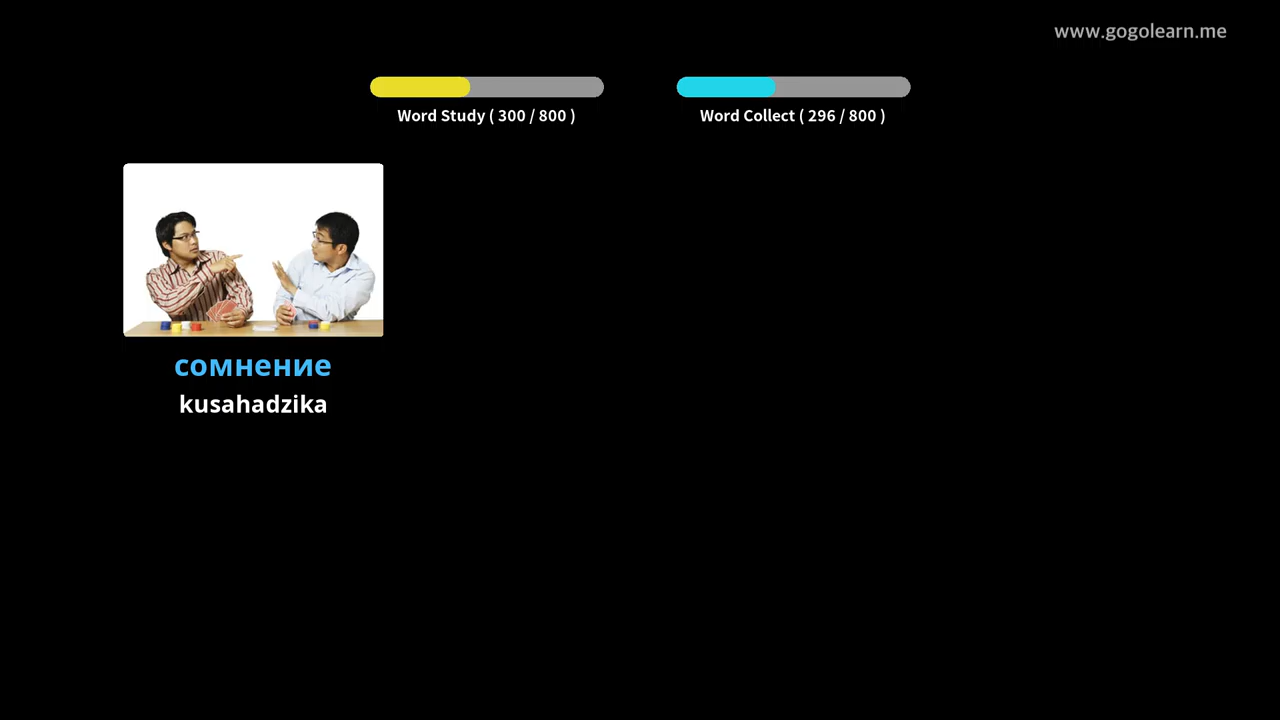 www.gogolearn.me
Word Study ( 300 / 800 )
Word Collect ( 296 / 800 )
сомнение
kusahadzika